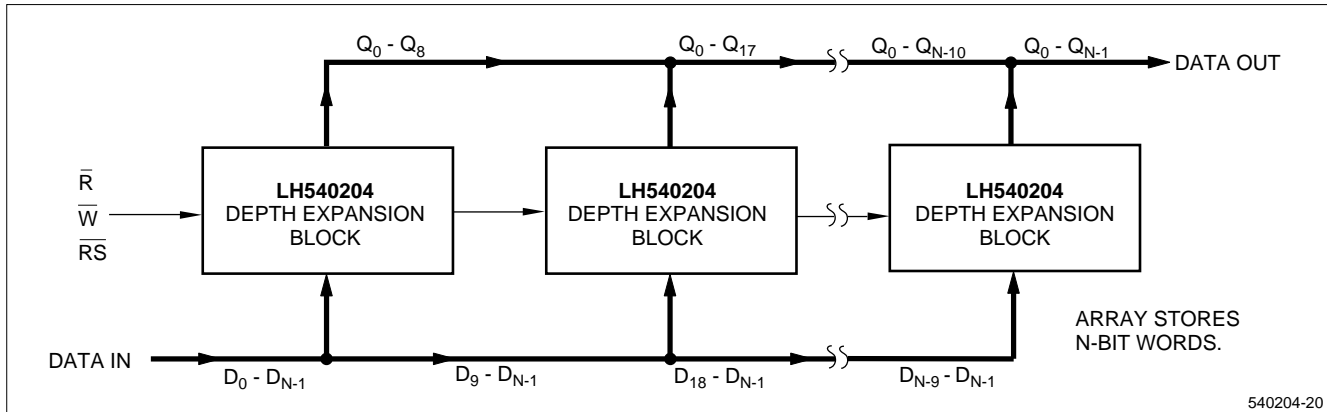 Q0 - Q8
Q0 - Q17
Q0 - QN-10
Q0 - QN-1
DATA OUT
R̅
W̅
R̅S̅
LH540204
DEPTH EXPANSION
BLOCK
LH540204
DEPTH EXPANSION
BLOCK
LH540204
DEPTH EXPANSION
BLOCK
ARRAY STORES
N-BIT WORDS.
DATA IN
D0 - DN-1
D9 - DN-1
D18 - DN-1
DN-9 - DN-1
540204-20